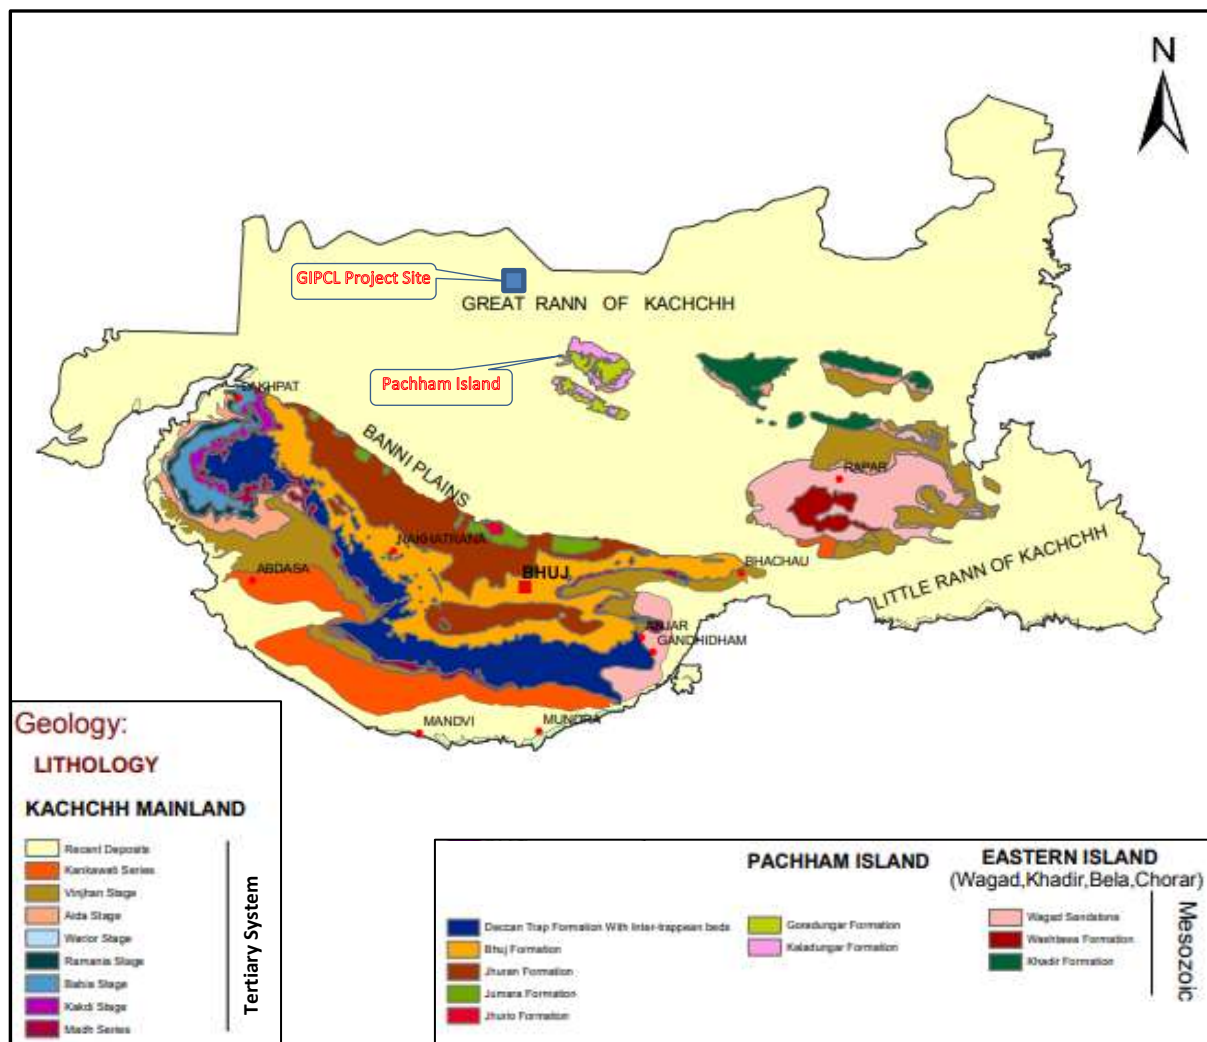 N
GIPCL Project Site
GREAT RANN OF KACHCHH
Pachham Island
LAKHPAT
BANNI PLAINS
RAPAR
NAKHATRANA
BHACHAU
ABDASA
BHUJ
LITTLE RANN OF KACHCHH
ANJAR
GANDHIDHAM
MANDVI
MUNDRA
Geology:
LITHOLOGY
KACHCHH MAINLAND
Recent Deposits
Kankawati Series
Vinjhan Stage
Aida Stage
Warior Stage
Ramania Stage
Bahia Stage
Kakdi Stage
Madh Series
Tertiary System
Deccan Trap Formation With Inter-trappean beds
Bhuj Formation
Jhuran Formation
Jumara Formation
Jhurio Formation
PACHHAM ISLAND
Goradungar Formation
Kaladungar Formation
EASTERN ISLAND
(Wagad,Khadir,Bela,Chorar)
Wagad Sandstone
Washtawa Formation
Khadir Formation
Mesozoic